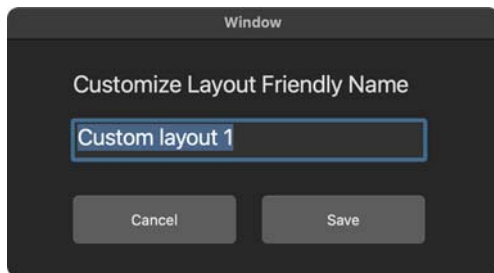 Window
Customize Layout Friendly Name
Custom layout 1
Cancel Save